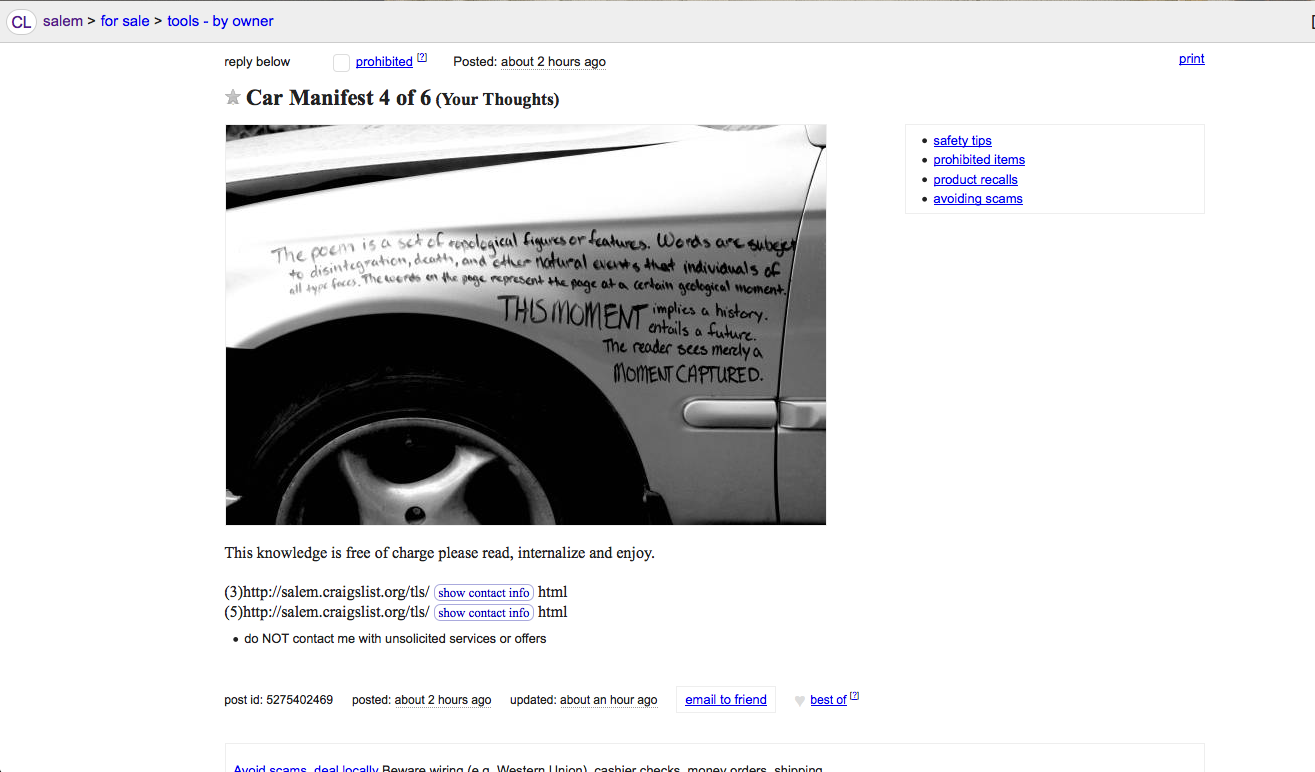 CL salem > for sale > tools - by owner
reply below prohibited [?] Posted: about 2 hours ago print
Car Manifest 4 of 6 (Your Thoughts)
safety tips
prohibited items
product recalls
avoiding scams
The poem is a set of topological figures or features. Words are subject
to disintegration, death, and other natural events that individuals of
all type faces. The words on the page represent the page at a certain geological moment.
THIS MOMENT implies a history.
entails a future.
The reader sees merely a
MOMENT CAPTURED.
This knowledge is free of charge please read, internalize and enjoy.
(3)http://salem.craigslist.org/tls/ show contact info html
(5)http://salem.craigslist.org/tls/ show contact info html
do NOT contact me with unsolicited services or offers
post id: 5275402469 posted: about 2 hours ago updated: about an hour ago email to friend best of [?]
Avoid scams, deal locally Beware wiring (e.g. Western Union), cashier checks, money orders, shipping.